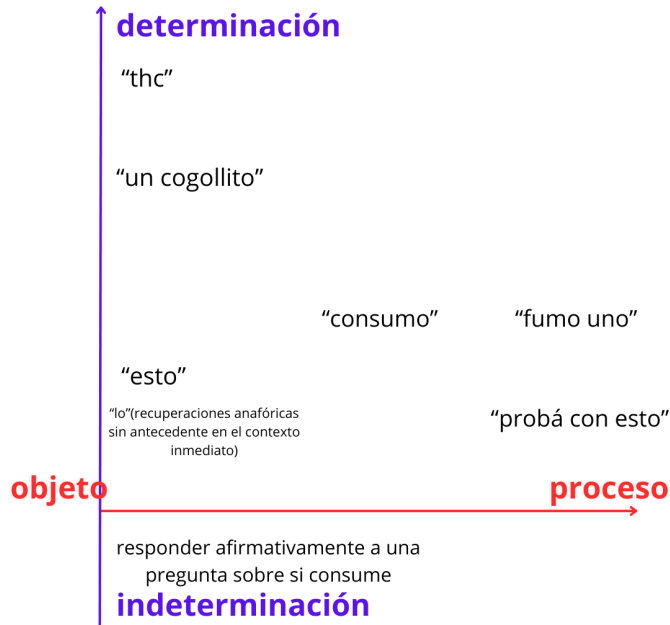 determinación
“thc”
“un cogollito”
“consumo” “fumo uno”
“esto”
“lo”(recuperaciones anafóricas
sin antecedente en el contexto
inmediato)
“probá con esto”
objeto proceso
responder afirmativamente a una
pregunta sobre si consume
indeterminación